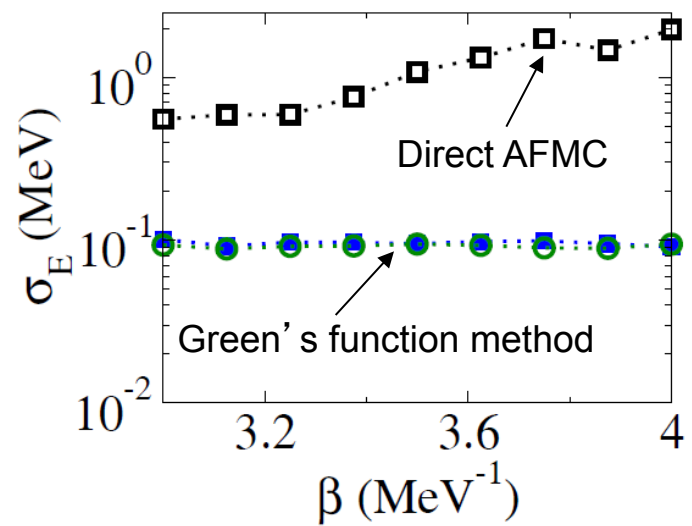 10^0
Direct AFMC
σ_E (MeV)
10^-1
Green's function method
10^-2
3.2 3.6 4
β (MeV^-1)